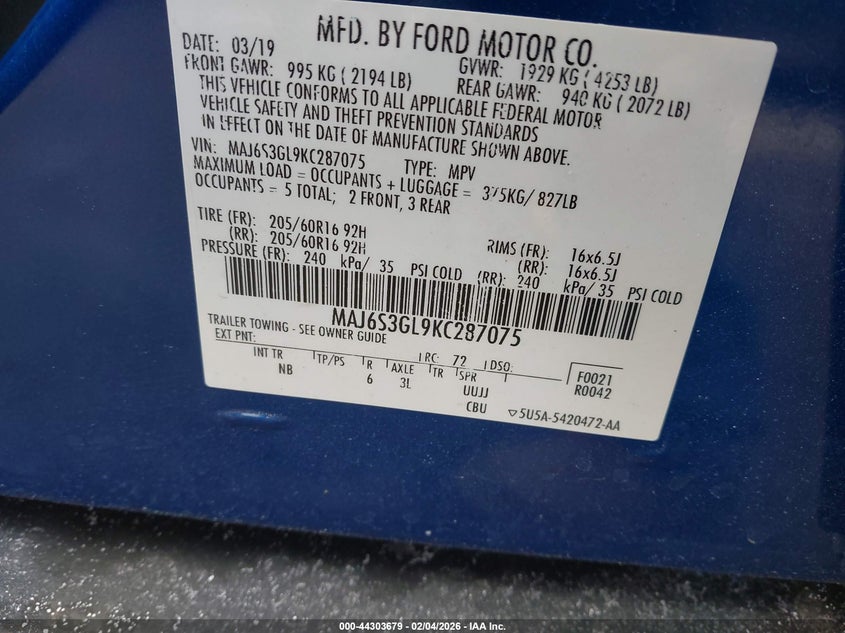 MFD. BY FORD MOTOR CO.
DATE: 03/19 GVWR: 1929 KG ( 4253 LB)
FRONT GAWR: 995 KG ( 2194 LB) REAR GAWR: 940 KG ( 2072 LB)
THIS VEHICLE CONFORMS TO ALL APPLICABLE FEDERAL MOTOR
VEHICLE SAFETY AND THEFT PREVENTION STANDARDS
IN EFFECT ON THE DATE OF MANUFACTURE SHOWN ABOVE.
VIN: MAJ6S3GL9KC287075 TYPE: MPV
MAXIMUM LOAD = OCCUPANTS + LUGGAGE = 375KG/ 827LB
OCCUPANTS = 5 TOTAL; 2 FRONT, 3 REAR
TIRE (FR): 205/60R16 92H RIMS (FR): 16x6.5J
(RR): 205/60R16 92H (RR): 16x6.5J
PRESSURE (FR): 240 kPa/ 35 PSI COLD (RR): 240 kPa/ 35 PSI COLD
MAJ6S3GL9KC287075
TRAILER TOWING - SEE OWNER GUIDE
EXT PNT: RC: 72 DSO:
INT TR TP/PS R AXLE TR SPR F0021
NB 6 3L UUJJ R0042
CBU ▽5U5A-5420472-AA
000-44303679 - 02/04/2026 - IAA Inc.